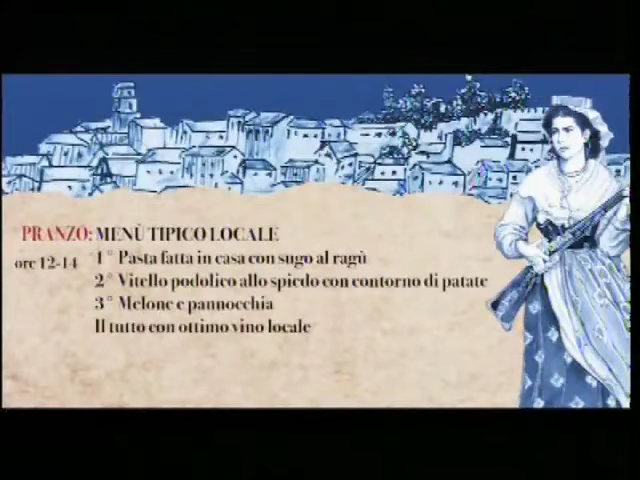 PRANZO: MENÙ TIPICO LOCALE
ore 12-14 1° Pasta fatta in casa con sugo al ragù
2° Vitello podolico allo spiedo con contorno di patate
3° Melone e pannocchia
Il tutto con ottimo vino locale